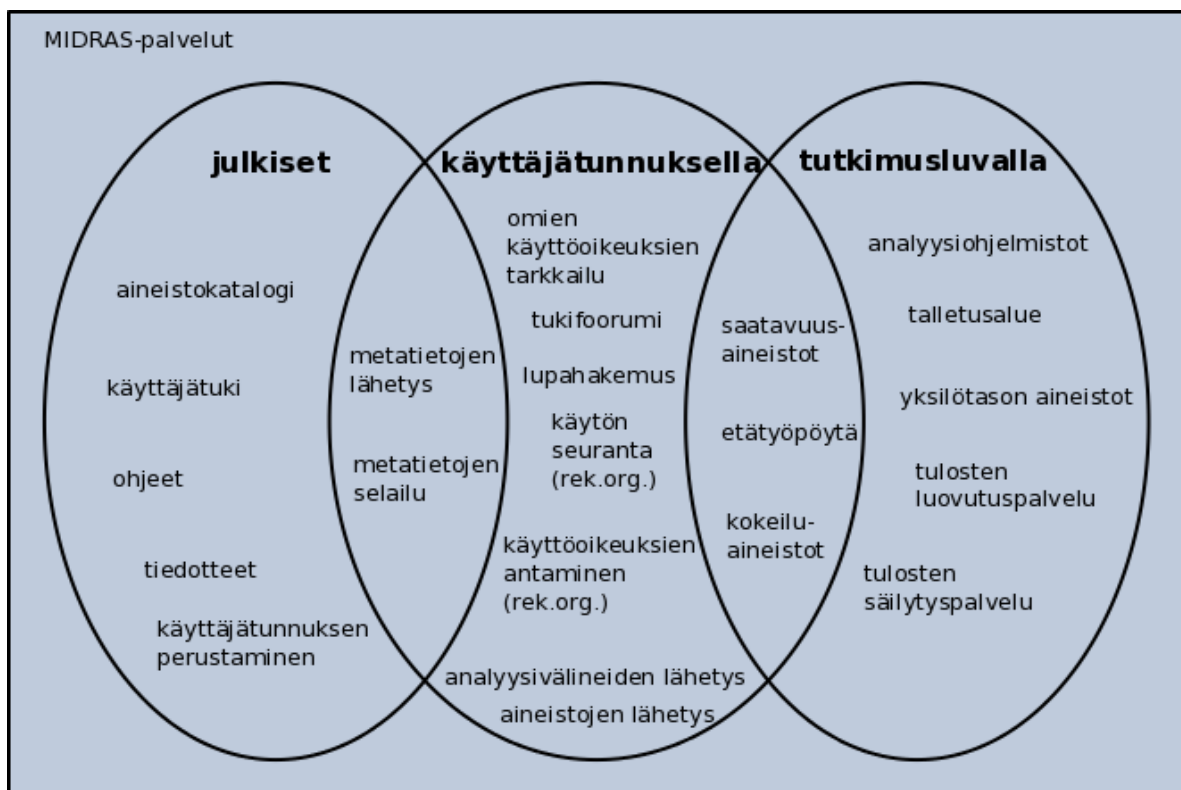 MIDRAS-palvelut
julkiset
aineistokatalogi
käyttäjätuki
ohjeet
tiedotteet
käyttäjätunnuksen
perustaminen
metatietojen
lähetys
metatietojen
selailu
käyttäjätunnuksella
omien
käyttöoikeuksien
tarkkailu
tukifoorumi
lupahakemus
käytön
seuranta
(rek.org.)
käyttöoikeuksien
antaminen
(rek.org.)
analyysivälineiden lähetys
aineistojen lähetys
saatavuus-
aineistot
etätyöpöytä
kokeilu-
aineistot
tutkimusluvalla
analyysiohjelmistot
talletusalue
yksilötason aineistot
tulosten
luovutuspalvelu
tulosten
säilytyspalvelu